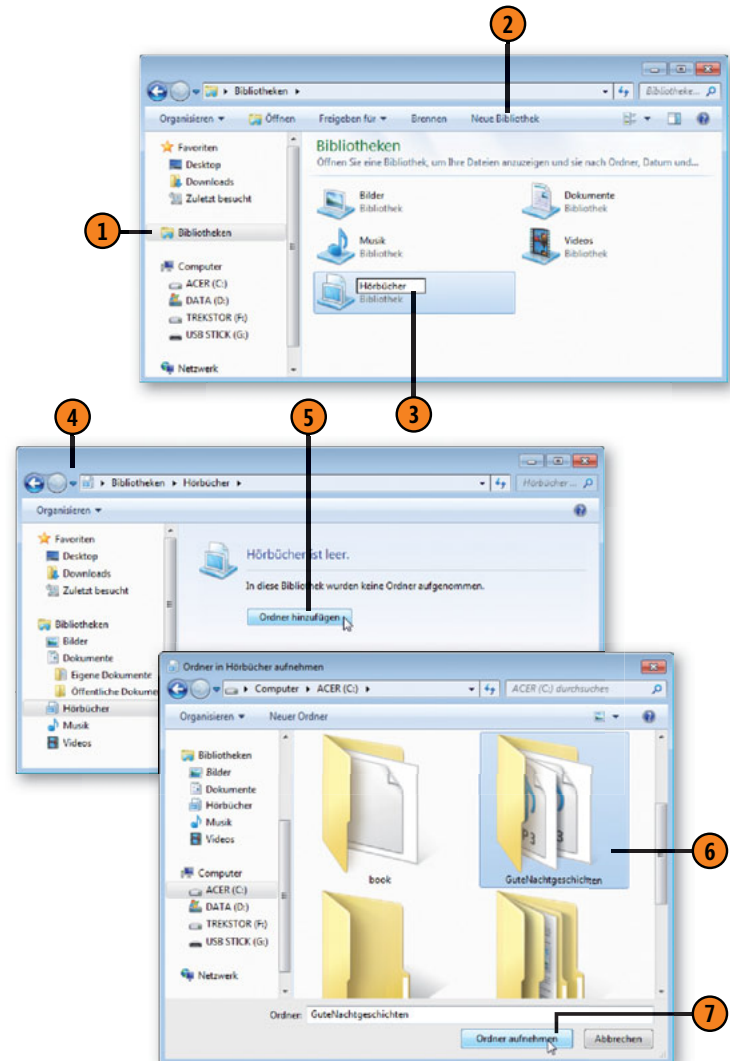 2
Bibliotheken
Bibliotheke...
Organisieren Öffnen Freigeben für Brennen Neue Bibliothek
Favoriten
Desktop
Downloads
Zuletzt besucht
1
Bibliotheken
Computer
ACER (C:)
DATA (D:)
TREKSTOR (F:)
USB STICK (G:)
Netzwerk
Bibliotheken
Öffnen Sie eine Bibliothek, um Ihre Dateien anzuzeigen und sie nach Ordner, Datum und...
Bilder
Bibliothek
Dokumente
Bibliothek
Musik
Bibliothek
Videos
Bibliothek
Hörbücher
Bibliothek
3
4
5
Bibliotheken Hörbücher
Hörbücher ...
Organisieren
Favoriten
Desktop
Downloads
Zuletzt besucht
Bibliotheken
Bilder
Dokumente
Eigene Dokumente
Öffentliche Dokume
Hörbücher
Musik
Videos
Hörbücher ist leer.
In diese Bibliothek wurden keine Ordner aufgenommen.
Ordner hinzufügen
Ordner in Hörbücher aufnehmen
Computer ACER (C:)
ACER (C:) durchsuchen
Organisieren Neuer Ordner
Bibliotheken
Bilder
Dokumente
Hörbücher
Musik
Videos
Computer
ACER (C:)
DATA (D:)
TREKSTOR (F:)
USB STICK (G:)
Netzwerk
book
GuteNachtgeschichten
6
Ordner: GuteNachtgeschichten
7
Ordner aufnehmen Abbrechen